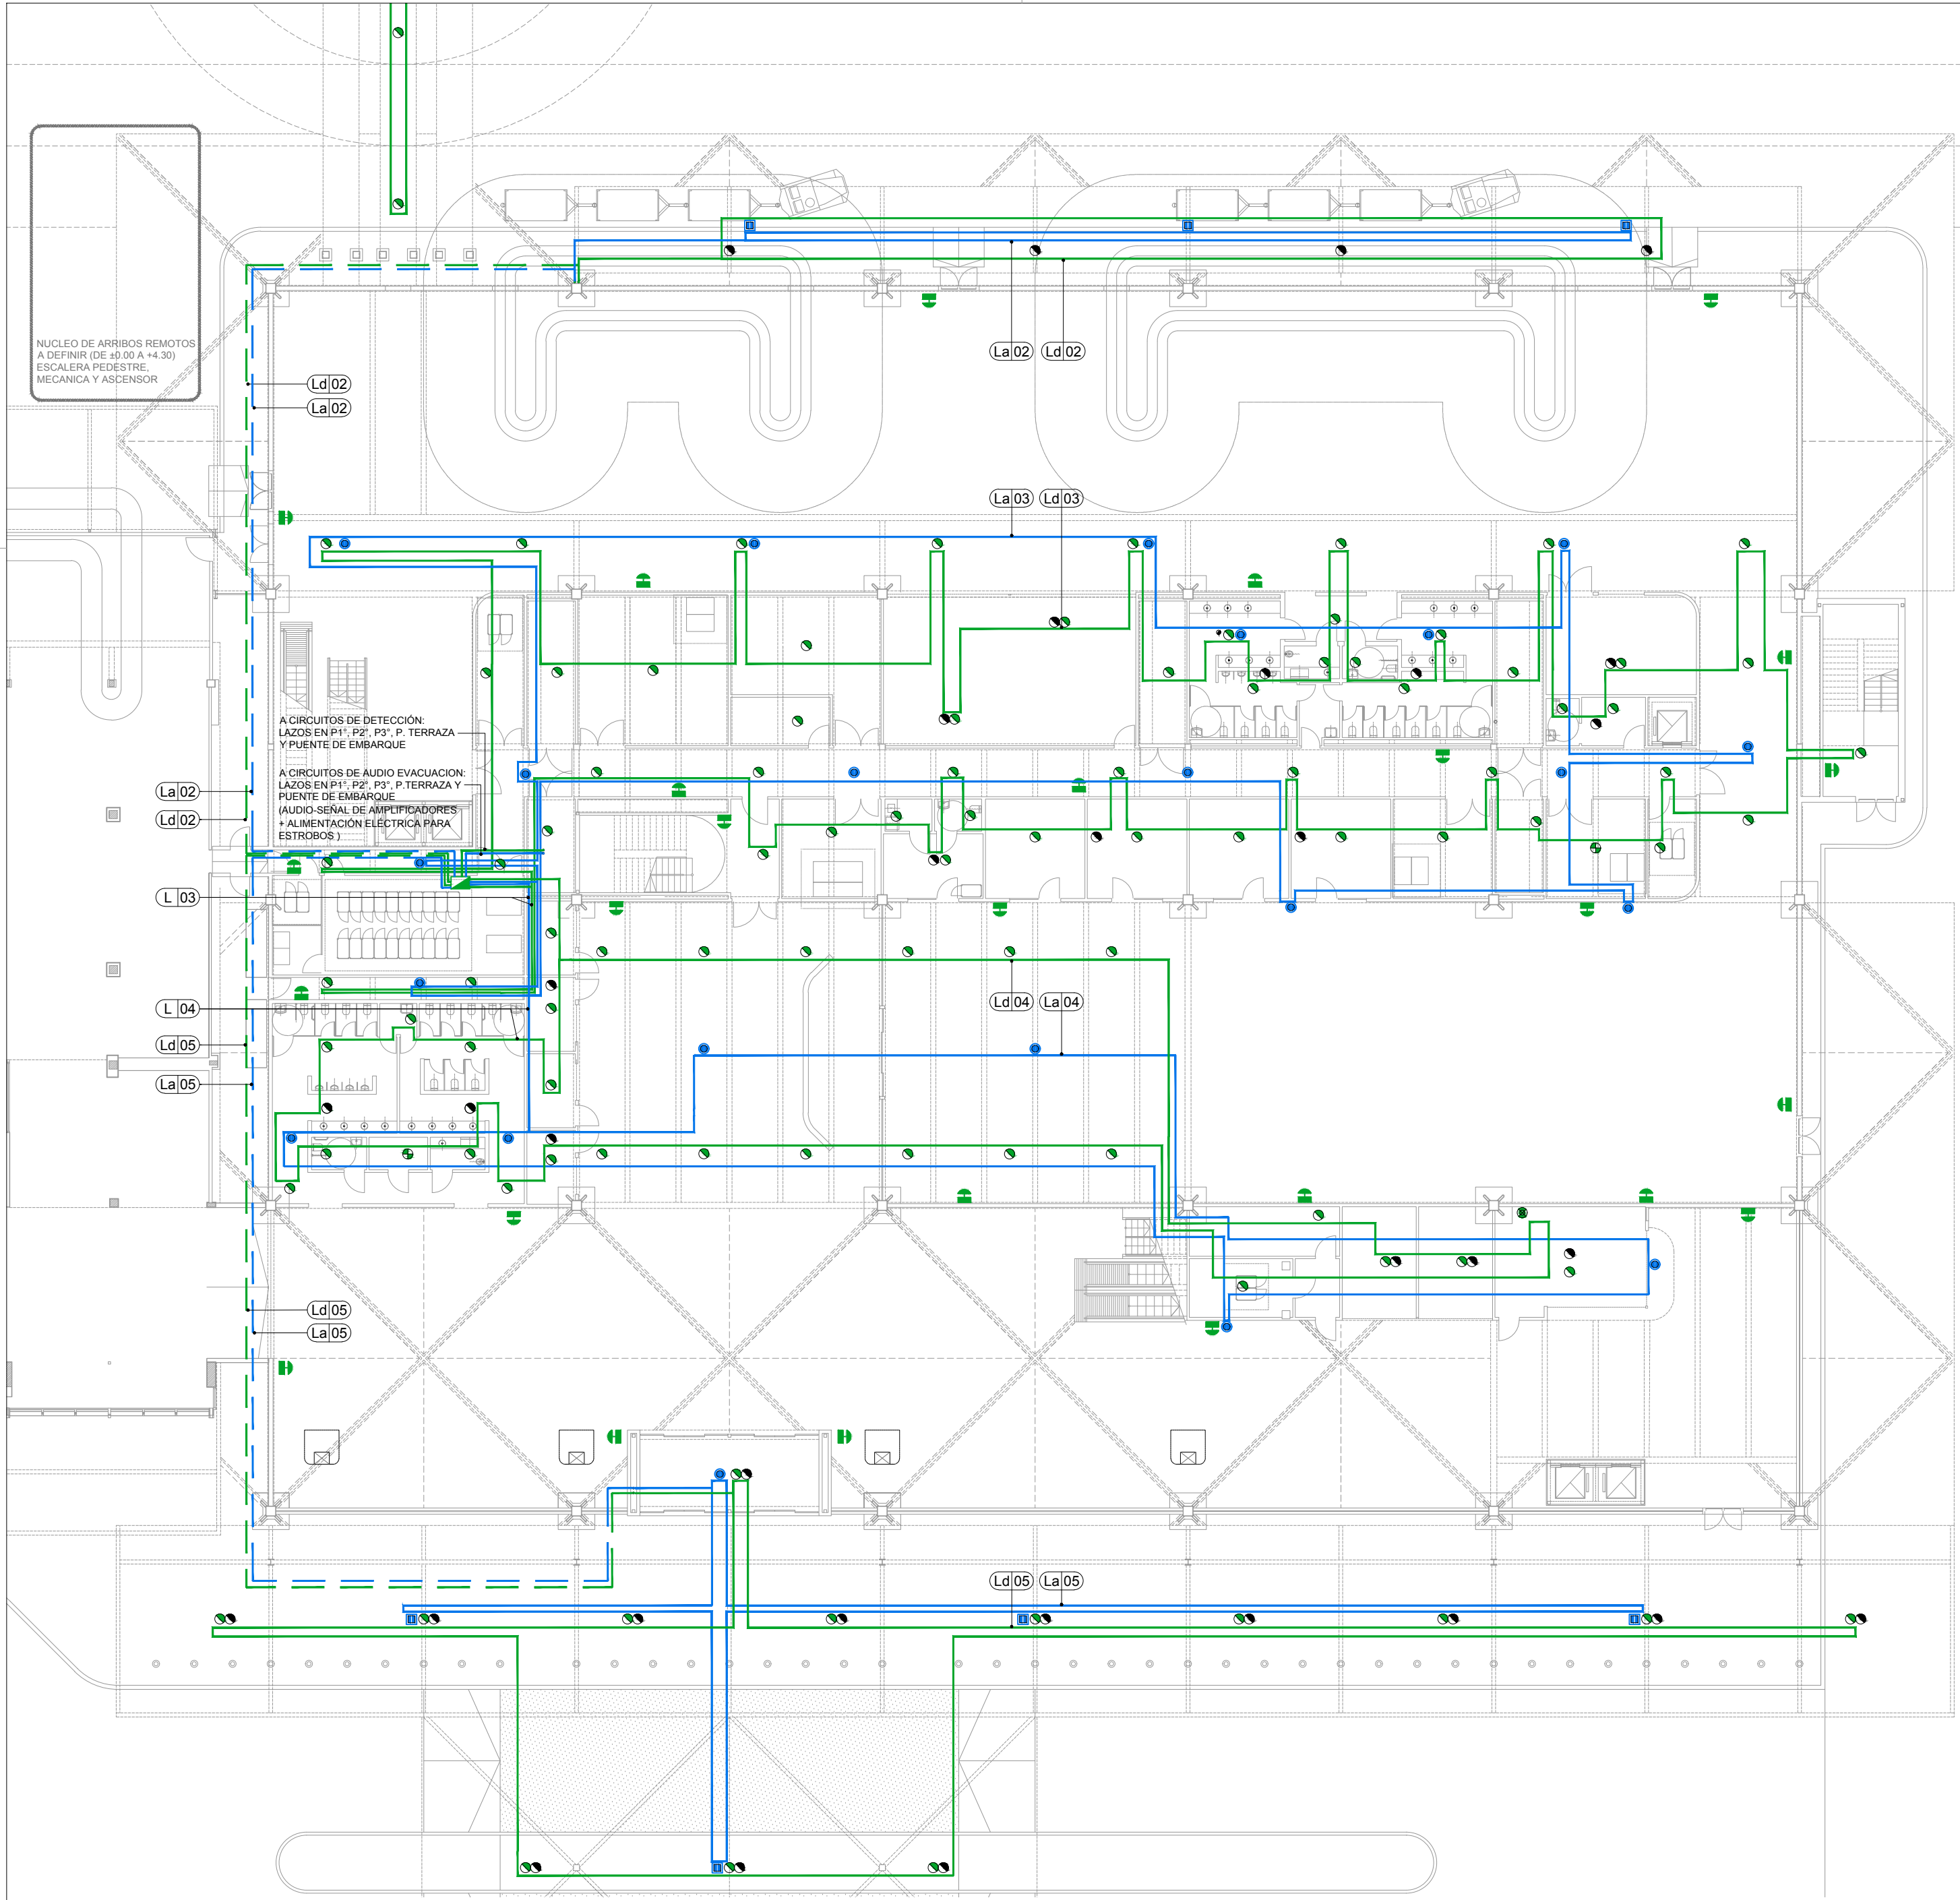 NUCLEO DE ARRIBOS REMOTOS
A DEFINIR (DE ±0.00 A +4.30)
ESCALERA PEDESTRE,
MECANICA Y ASCENSOR
La 02
Ld 02
Ld 02
La 02
La 03
Ld 03
A CIRCUITOS DE DETECCIÓN:
LAZOS EN P1°, P2°, P3°, P. TERRAZA
Y PUENTE DE EMBARQUE
A CIRCUITOS DE AUDIO EVACUACION:
LAZOS EN P1°, P2°, P3°, P.TERRAZA Y
PUENTE DE EMBARQUE
(AUDIO-SEÑAL DE AMPLIFICADORES
+ ALIMENTACIÓN ELÉCTRICA PARA
ESTROBOS )
La 02
Ld 02
L 03
L 04
Ld 04
La 04
Ld 05
La 05
Ld 05
La 05
Ld 05
La 05